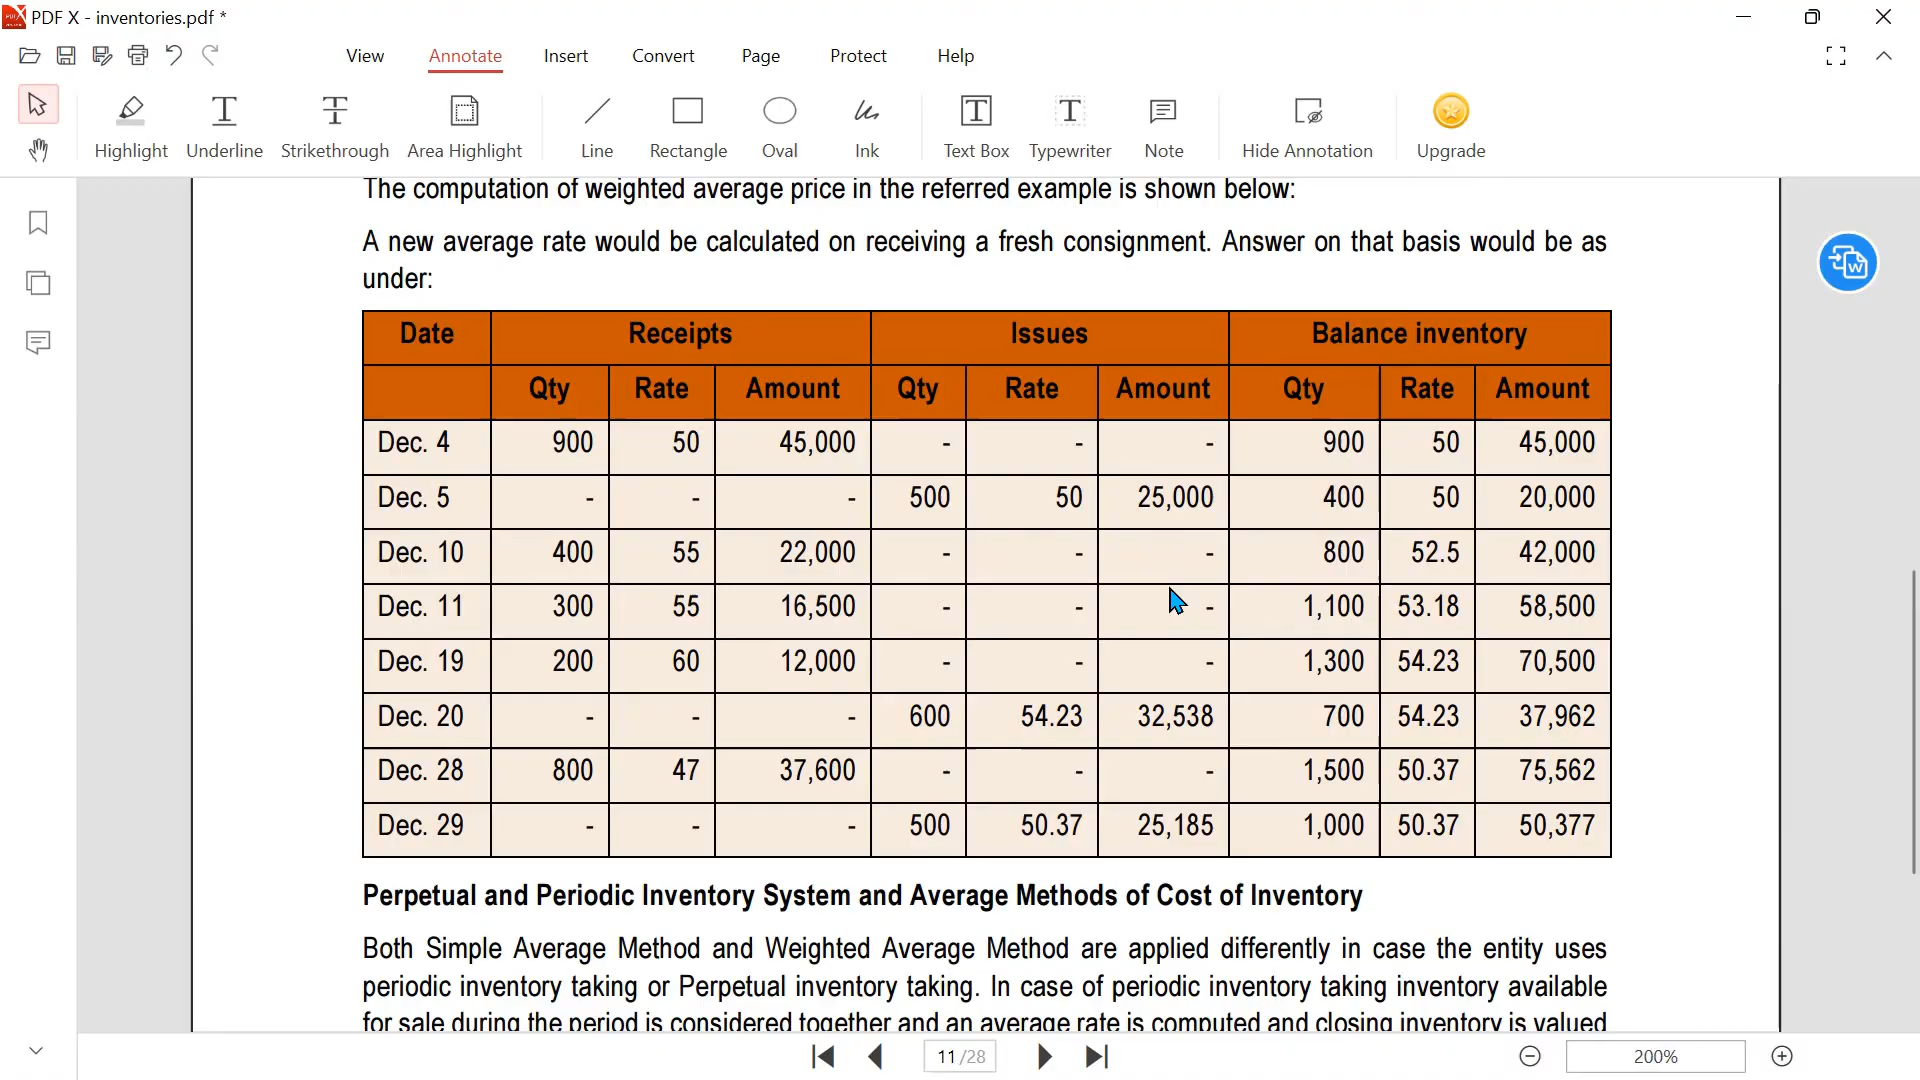 PDF X - inventories.pdf *
View Annotate Insert Convert Page Protect Help
Highlight Underline Strikethrough Area Highlight Line Rectangle Oval Ink Text Box Typewriter Note Hide Annotation Upgrade
The computation of weighted average price in the referred example is shown below:
A new average rate would be calculated on receiving a fresh consignment. Answer on that basis would be as
under:
Date Receipts Issues Balance inventory
Qty Rate Amount Qty Rate Amount Qty Rate Amount
Dec. 4 900 50 45,000 - - - 900 50 45,000
Dec. 5 - - - 500 50 25,000 400 50 20,000
Dec. 10 400 55 22,000 - - - 800 52.5 42,000
Dec. 11 300 55 16,500 - - - 1,100 53.18 58,500
Dec. 19 200 60 12,000 - - - 1,300 54.23 70,500
Dec. 20 - - - 600 54.23 32,538 700 54.23 37,962
Dec. 28 800 47 37,600 - - - 1,500 50.37 75,562
Dec. 29 - - - 500 50.37 25,185 1,000 50.37 50,377
Perpetual and Periodic Inventory System and Average Methods of Cost of Inventory
Both Simple Average Method and Weighted Average Method are applied differently in case the entity uses
periodic inventory taking or Perpetual inventory taking. In case of periodic inventory taking inventory available
for sale during the period is considered together and an average rate is computed and closing inventory is valued
11 /28
200%